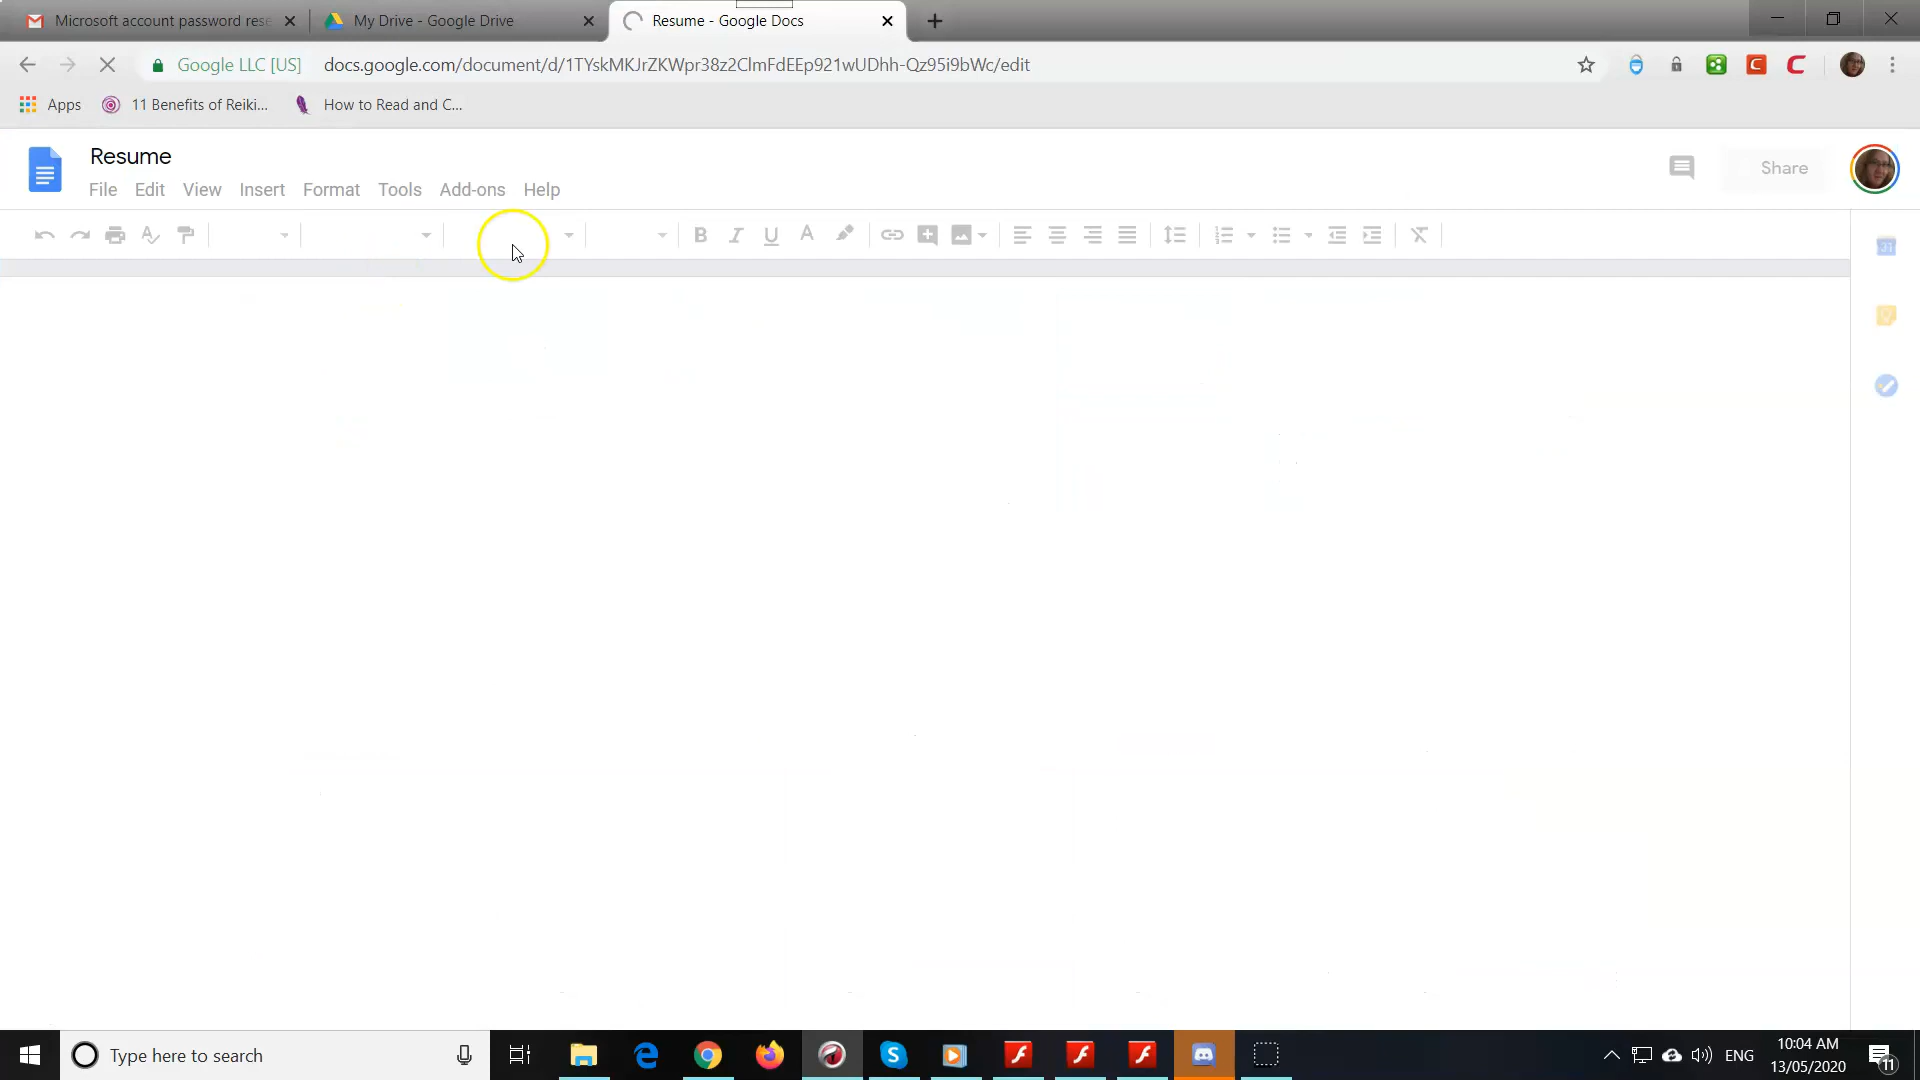 Microsoft account password rese
My Drive - Google Drive
Resume - Google Docs
Google LLC [US]
docs.google.com/document/d/1TYskMKJrZKWpr38z2ClmFdEEp921wUDhh-Qz95i9bWc/edit
Apps
11 Benefits of Reiki...
How to Read and C...
Resume
File Edit View Insert Format Tools Add-ons Help
Share
31
Type here to search
ENG
10:04 AM
13/05/2020
11